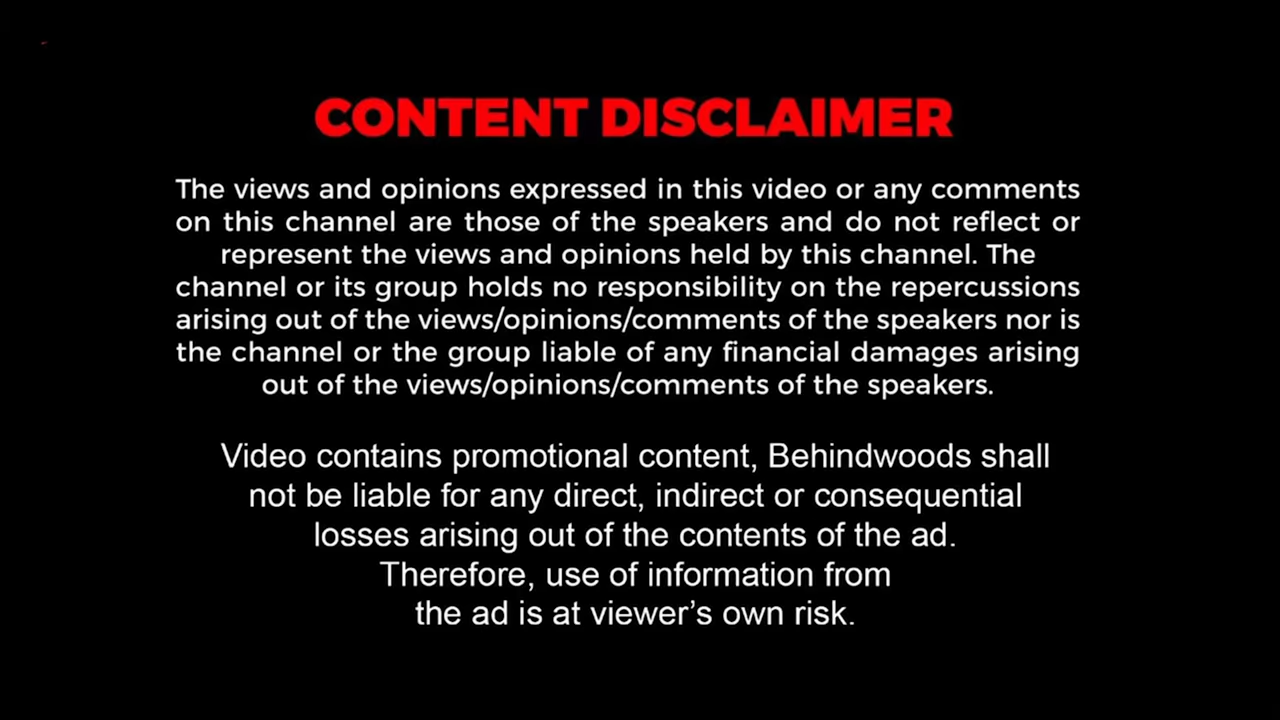 CONTENT DISCLAIMER
The views and opinions expressed in this video or any comments
on this channel are those of the speakers and do not reflect or
represent the views and opinions held by this channel. The
channel or its group holds no responsibility on the repercussions
arising out of the views/opinions/comments of the speakers nor is
the channel or the group liable of any financial damages arising
out of the views/opinions/comments of the speakers.
Video contains promotional content, Behindwoods shall
not be liable for any direct, indirect or consequential
losses arising out of the contents of the ad.
Therefore, use of information from
the ad is at viewer’s own risk.